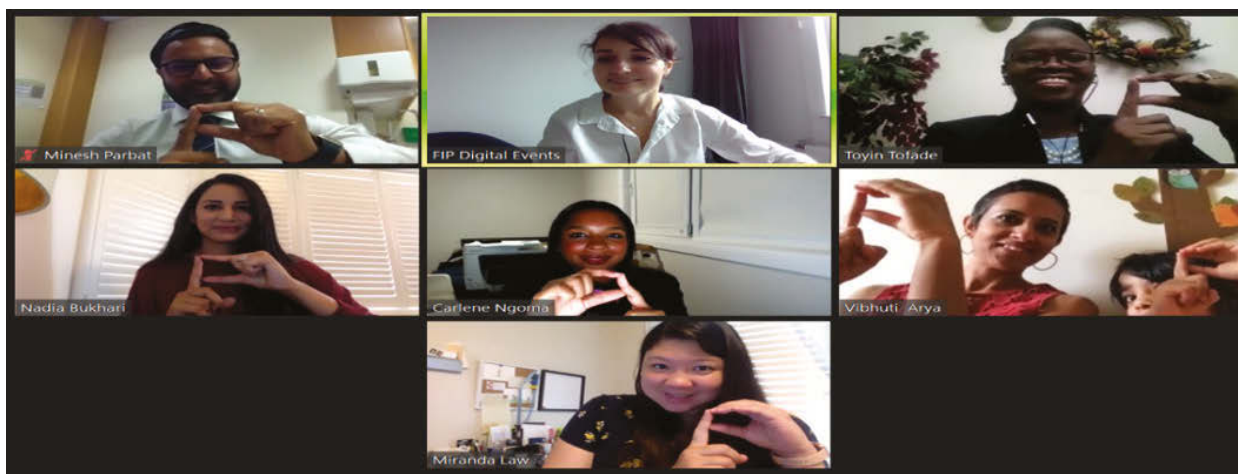 Minesh Parbat
FIP Digital Events
Toyin Tofade
Nadia Bukhari
Carlene Ngoma
Vibhuti Arya
Miranda Law